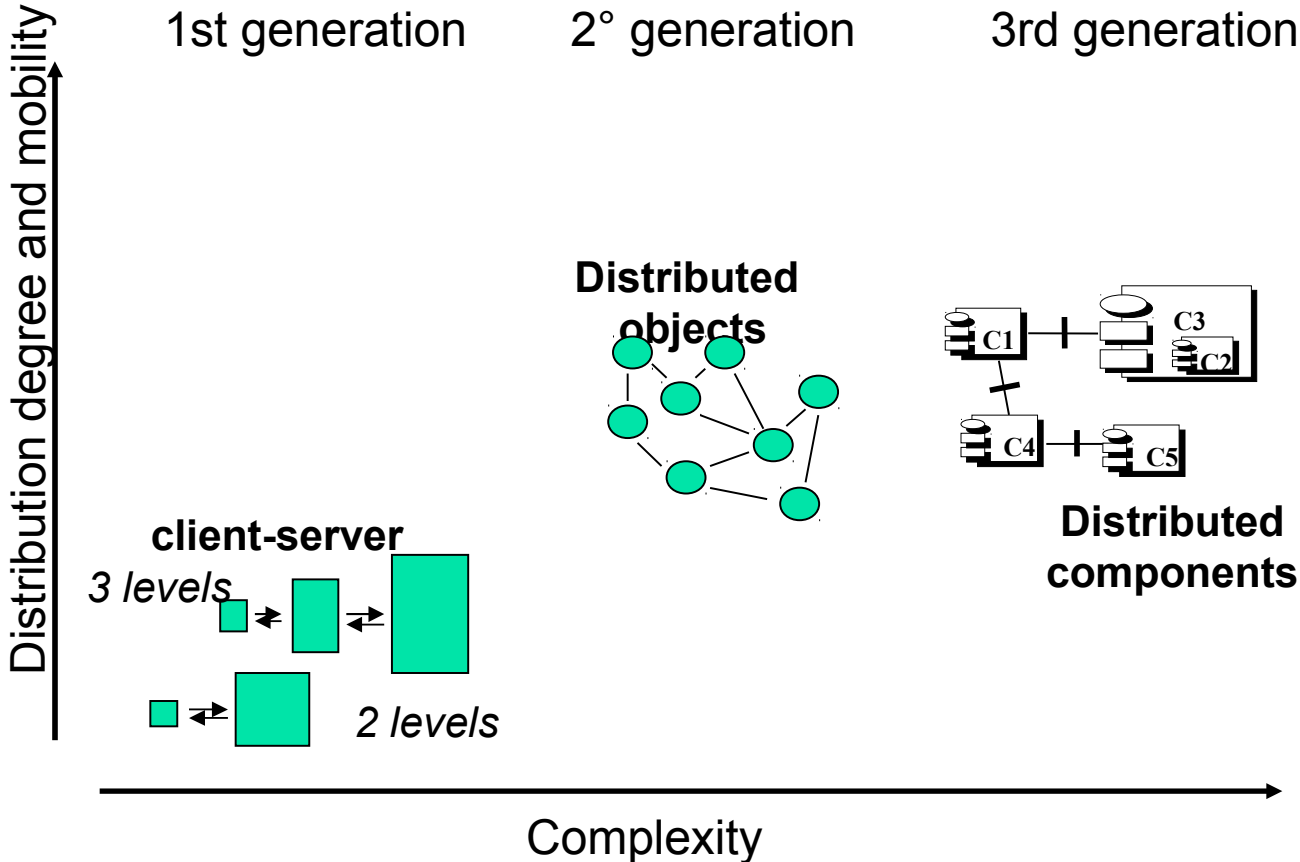 1st generation
2° generation
3rd generation
Distribution degree and mobility
Distributed
objects
C1
C3
C2
C4
C5
Distributed
components
client-server
3 levels
2 levels
Complexity